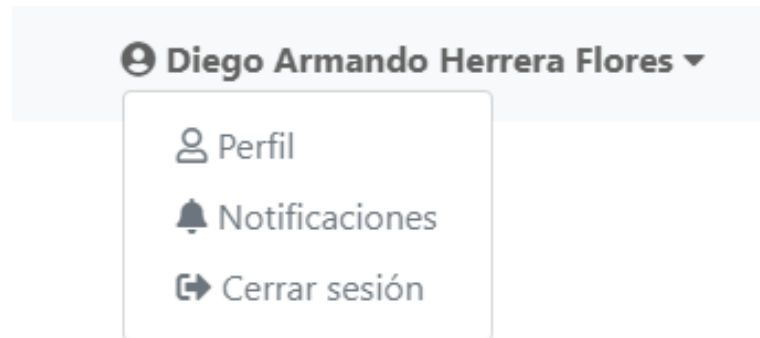 Diego Armando Herrera Flores
Perfil
Notificaciones
Cerrar sesión